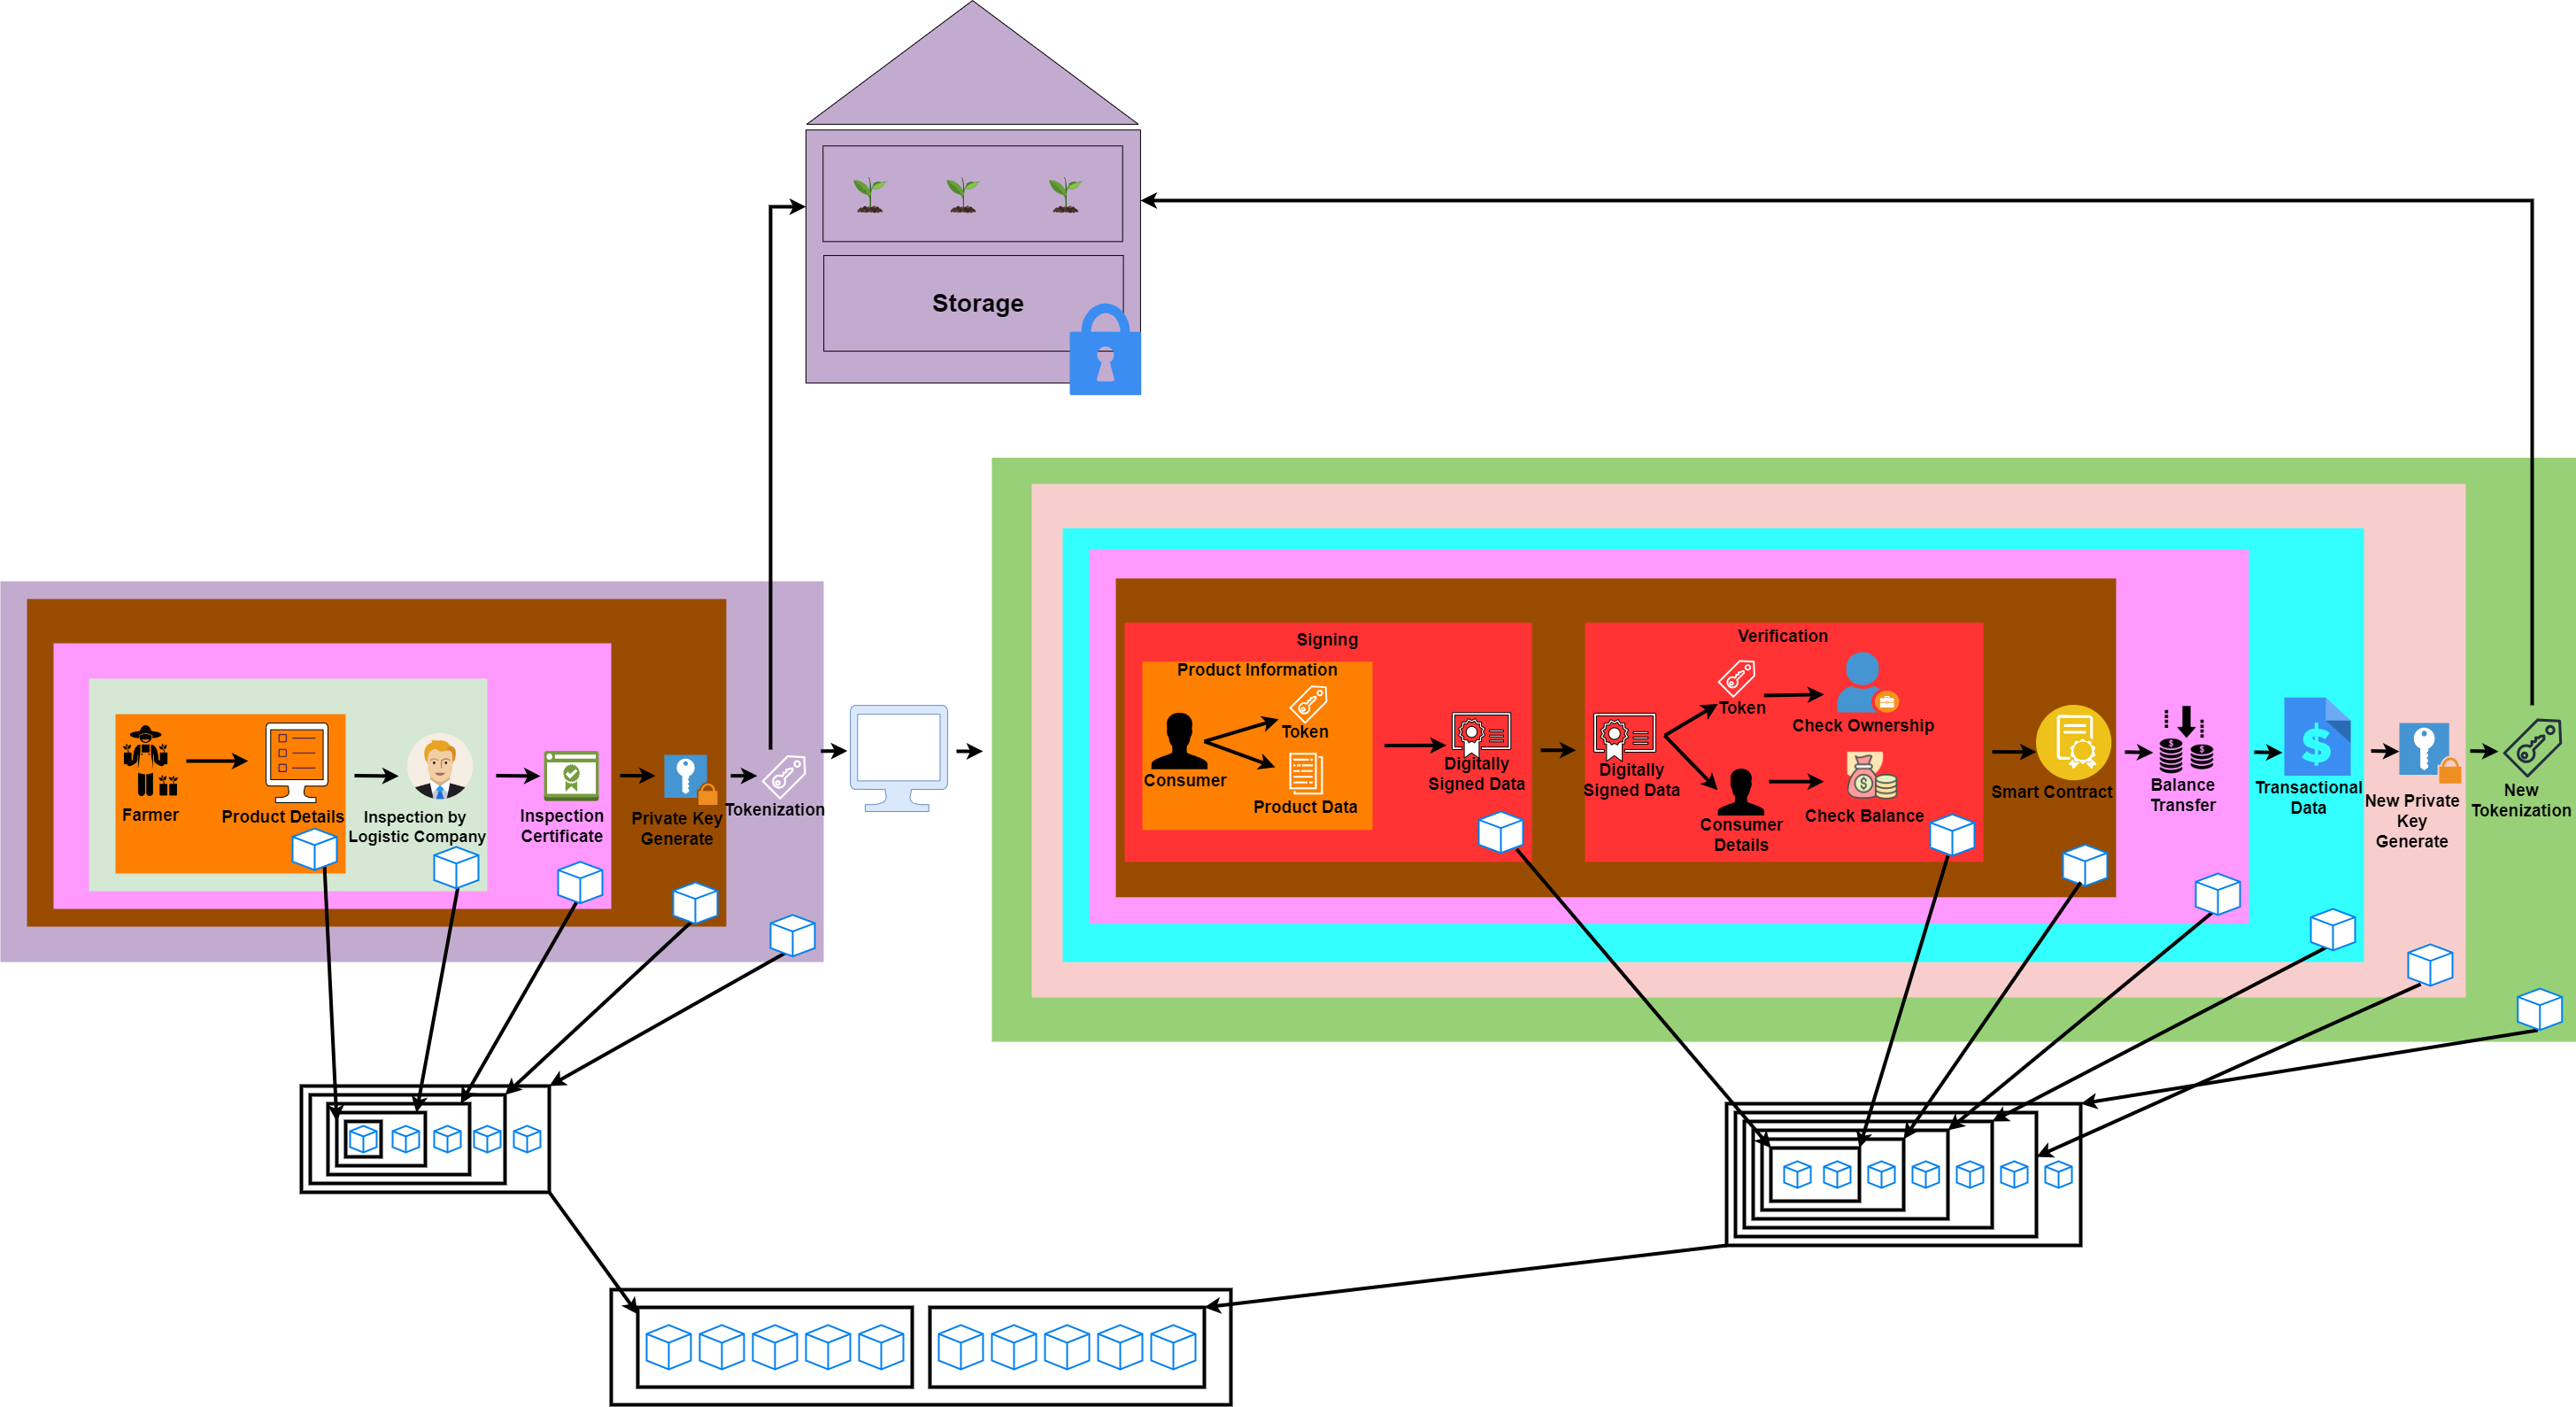 Storage
Farmer
Product Details
Inspection by
Logistic Company
Inspection
Certificate
Private Key
Generate
Tokenization
Signing
Product Information
Consumer
Token
Product Data
Digitally
Signed Data
Verification
Digitally
Signed Data
Token
Check Ownership
Consumer
Details
Check Balance
Smart Contract
Balance
Transfer
Transactional
Data
New Private
Key
Generate
New
Tokenization